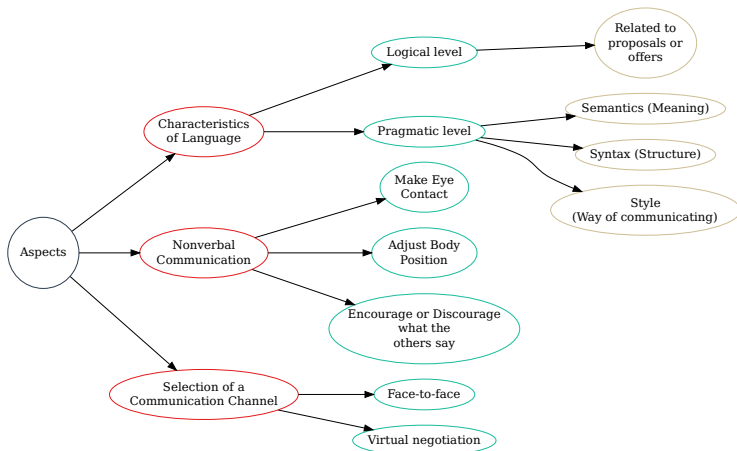 Aspects
Characteristics
of Language
Logical level
Related to
proposals or
offers
Pragmatic level
Semantics (Meaning)
Syntax (Structure)
Style
(Way of communicating)
Nonverbal
Communication
Make Eye
Contact
Adjust Body
Position
Encourage or Discourage
what the
others say
Selection of a
Communication Channel
Face-to-face
Virtual negotiation